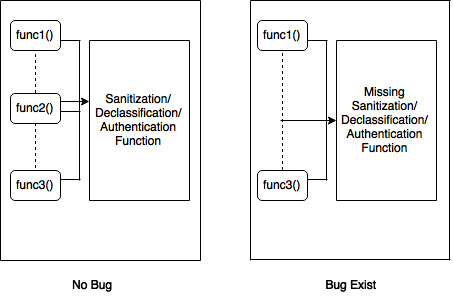 func1()
func2()
func3()
Sanitization/
Declassification/
Authentication
Function
No Bug
func1()
func3()
Missing
Sanitization/
Declassification/
Authentication
Function
Bug Exist